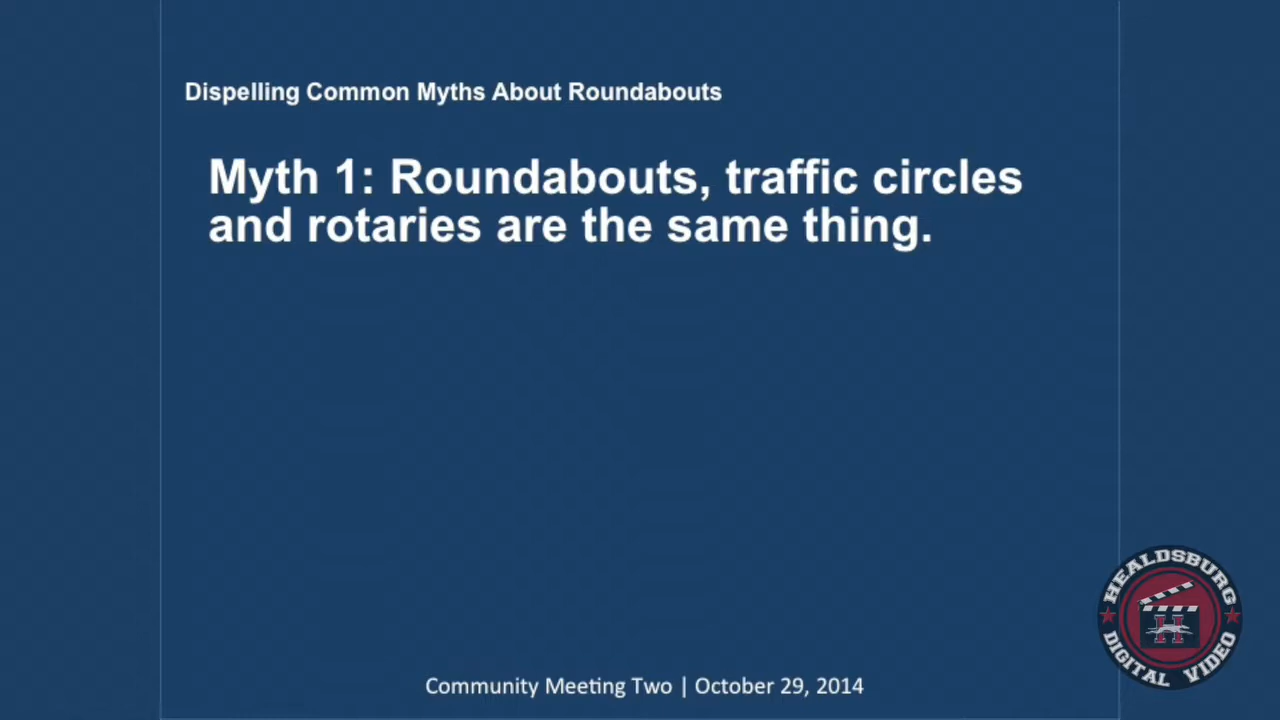 Dispelling Common Myths About Roundabouts
Myth 1: Roundabouts, traffic circles
and rotaries are the same thing.
HEALDSBURG
H
DIGITAL VIDEO
Community Meeting Two | October 29, 2014